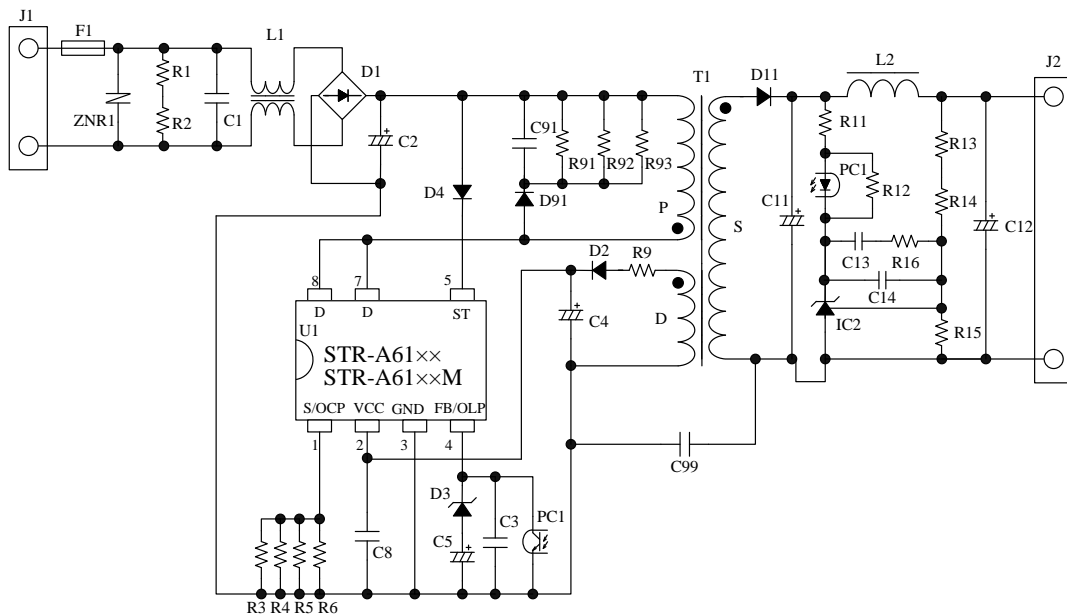 J1
F1
L1
D1
T1
D11
L2
J2
R1
R2
ZNR1
C1
C2
C91
R91
R92
R93
D4
D91
P
S
C11
R11
PC1
R12
R13
R14
C12
C13
R16
C14
IC2
R15
D2
R9
C4
D
8
7
5
D
D
ST
U1
STR-A61××
STR-A61××M
S/OCP
VCC
GND
FB/OLP
1
2
3
4
C99
D3
C5
C3
PC1
C8
R3
R4
R5
R6